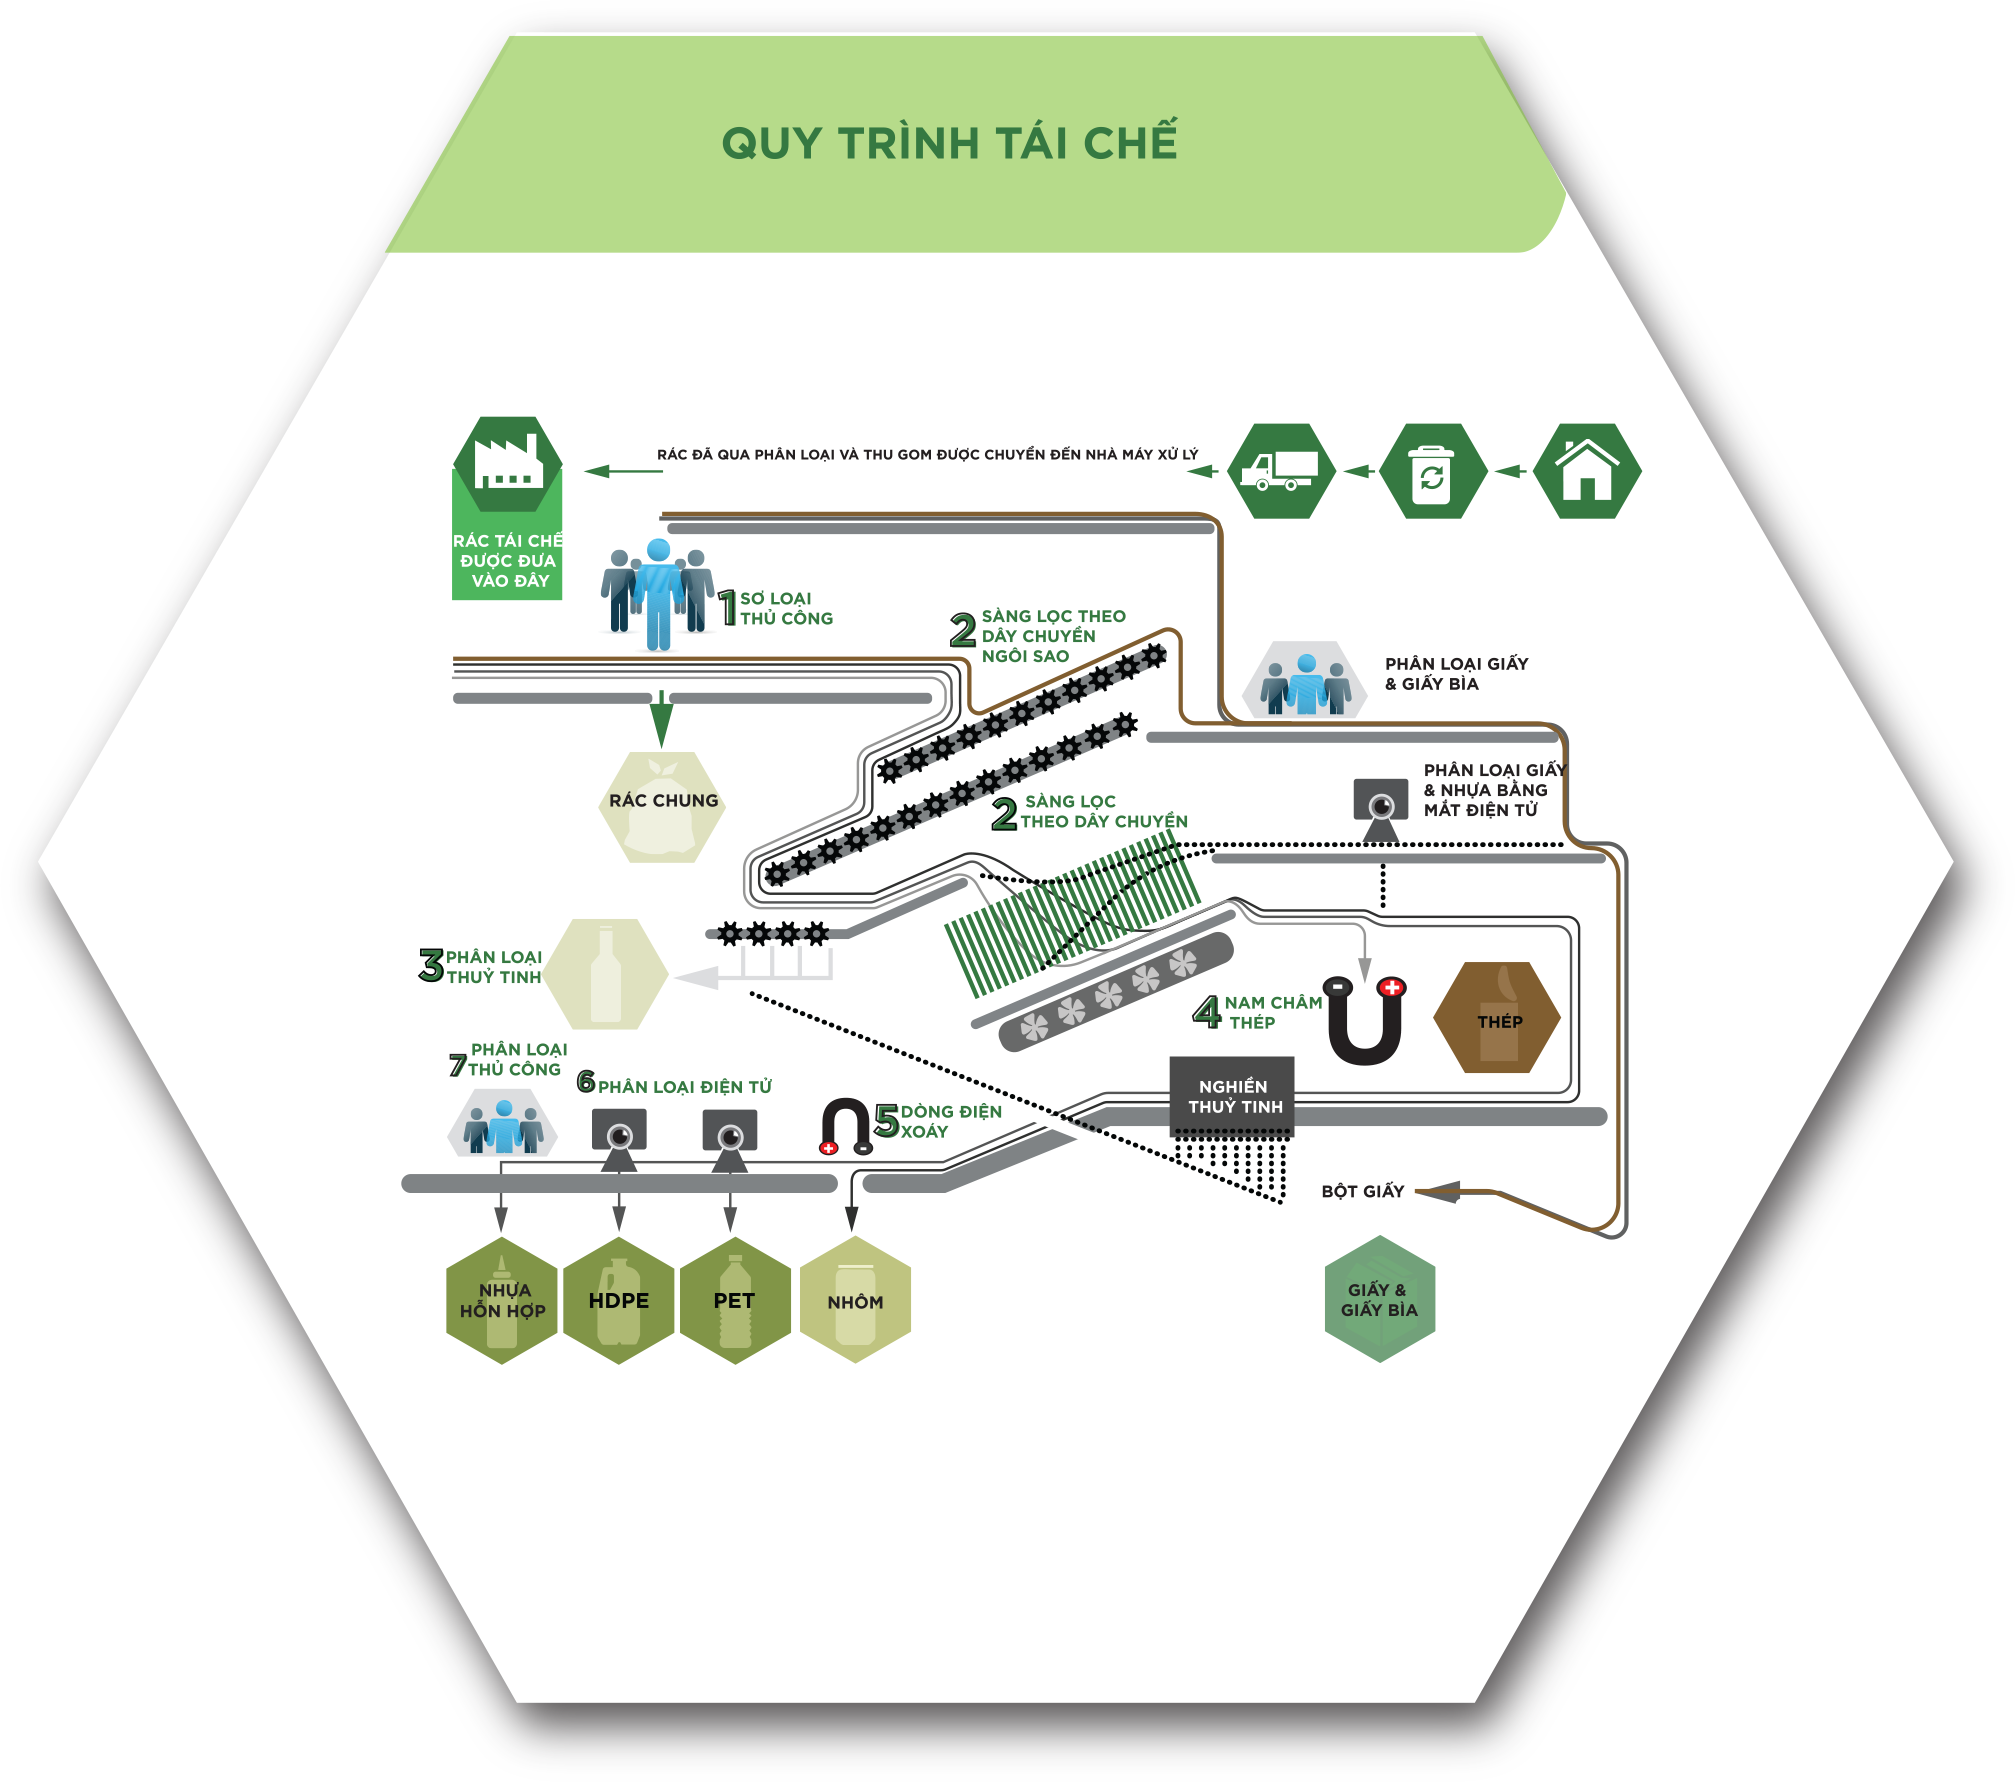 QUY TRÌNH TÁI CHẾ
RÁC ĐÃ QUA PHÂN LOẠI VÀ THU GOM ĐƯỢC CHUYỂN ĐẾN NHÀ MÁY XỬ LÝ
RÁC TÁI CHẾ
ĐƯỢC ĐƯA
VÀO ĐÂY
1 SƠ LOẠI
THỦ CÔNG
2 SÀNG LỌC THEO
DÂY CHUYỀN
NGÔI SAO
PHÂN LOẠI GIẤY
& GIẤY BÌA
RÁC CHUNG
PHÂN LOẠI GIẤY
& NHỰA BẰNG
MẮT ĐIỆN TỬ
2 SÀNG LỌC
THEO DÂY CHUYỀN
3 PHÂN LOẠI
THUỶ TINH
4 NAM CHÂM
THÉP
- +
THÉP
7 PHÂN LOẠI
THỦ CÔNG
6 PHÂN LOẠI ĐIỆN TỬ
5 DÒNG ĐIỆN
XOÁY
+ -
NGHIỀN
THUỶ TINH
BỘT GIẤY
NHỰA
HỖN HỢP
HDPE
PET
NHÔM
GIẤY &
GIẤY BÌA